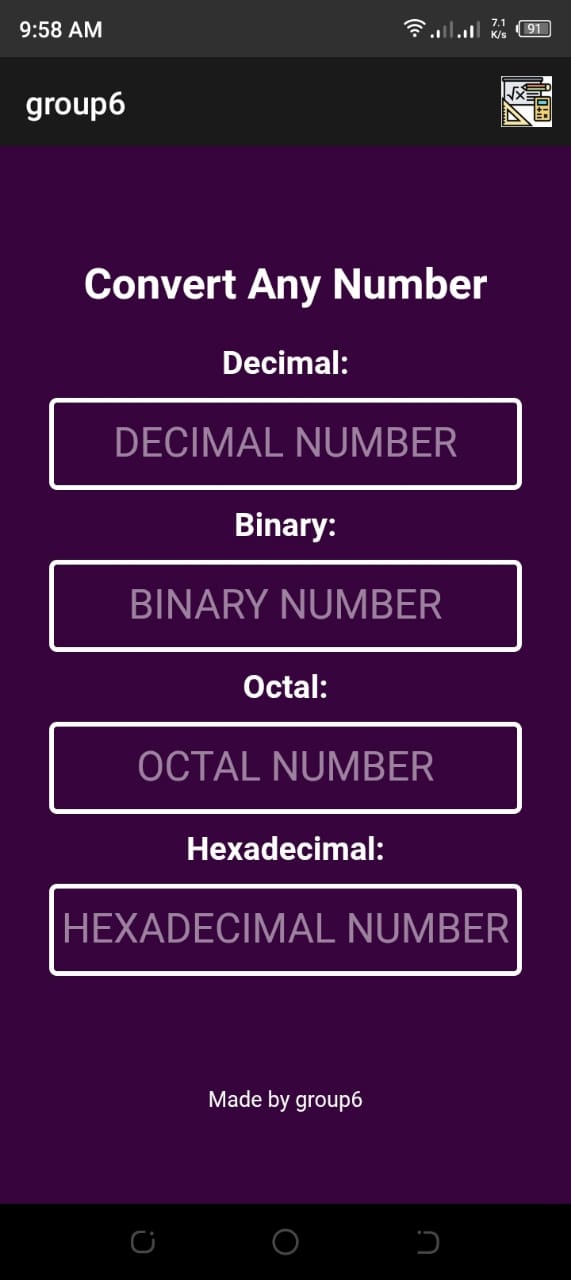 9:58 AM
7.1
K/s
91
group6
√x
Convert Any Number
Decimal:
DECIMAL NUMBER
Binary:
BINARY NUMBER
Octal:
OCTAL NUMBER
Hexadecimal:
HEXADECIMAL NUMBER
Made by group6